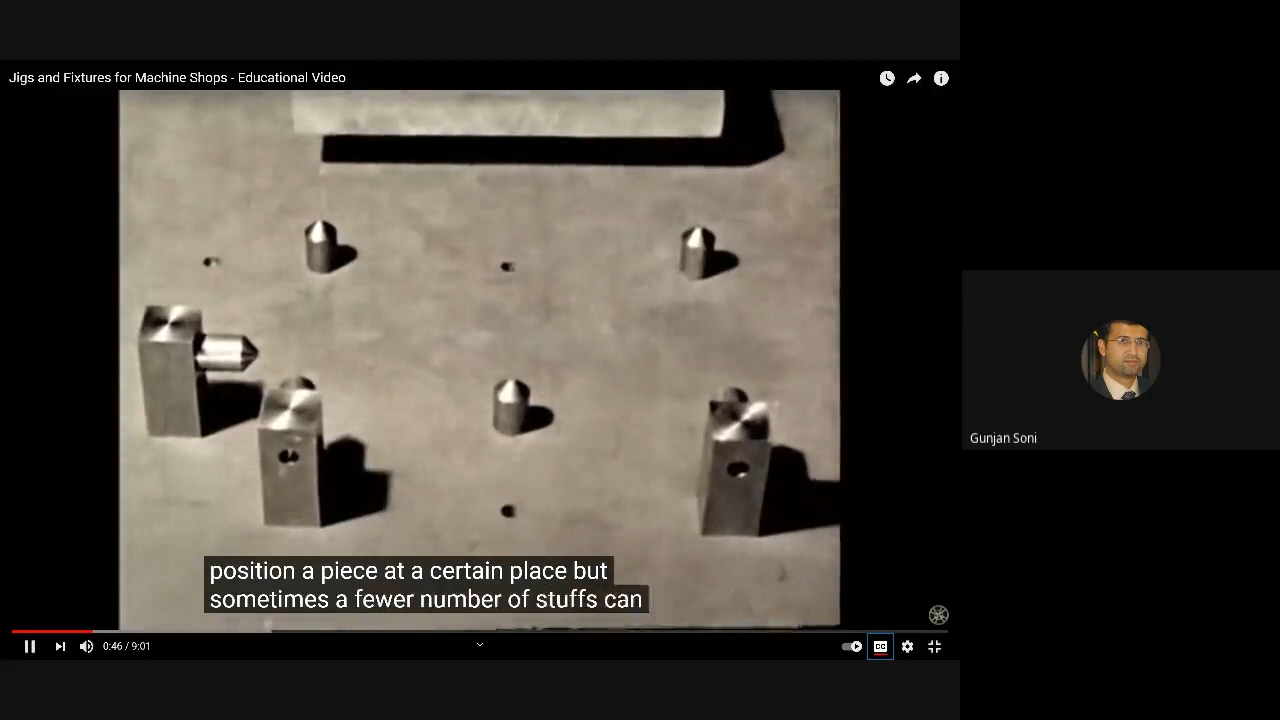 Jigs and Fixtures for Machine Shops - Educational Video
position a piece at a certain place but
sometimes a fewer number of stuffs can
0:46 / 9:01
CC
Gunjan Soni